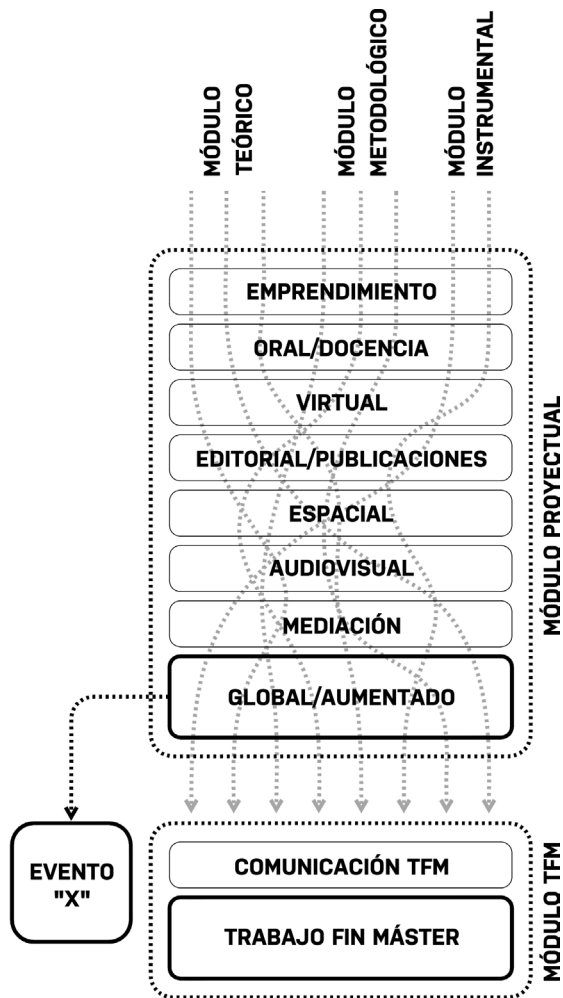 MÓDULO
TEÓRICO
MÓDULO
METODOLÓGICO
MÓDULO
INSTRUMENTAL
EMPRENDIMIENTO
ORAL/DOCENCIA
VIRTUAL
EDITORIAL/PUBLICACIONES
ESPACIAL
AUDIOVISUAL
MEDIACIÓN
GLOBAL/AUMENTADO
MÓDULO PROYECTUAL
EVENTO
"X"
COMUNICACIÓN TFM
TRABAJO FIN MÁSTER
MÓDULO TFM